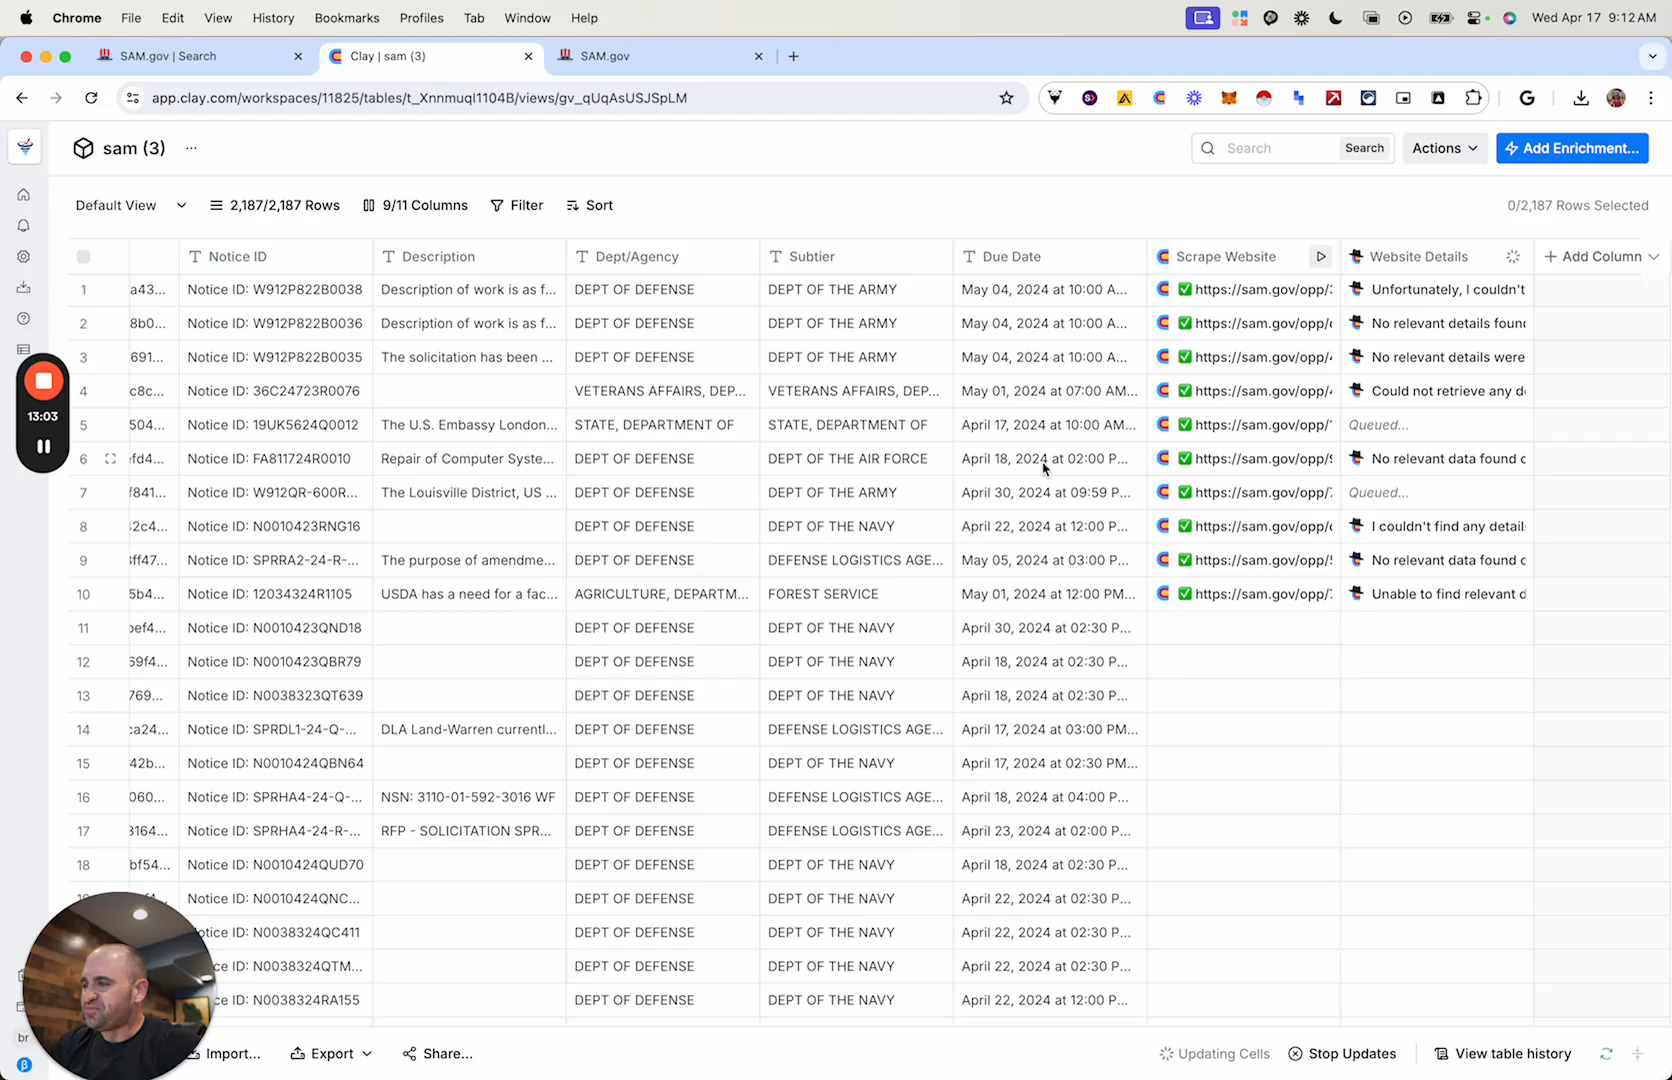 Chrome File Edit View History Bookmarks Profiles Tab Window Help Wed Apr 17 9:12 AM
SAM.gov | Search Clay | sam (3) SAM.gov
app.clay.com/workspaces/11825/tables/t_Xnnmuql1104B/views/gv_qUqAsUSJSpLM
sam (3) ... Search Search Actions Add Enrichment...
Default View 2,187/2,187 Rows 9/11 Columns Filter Sort 0/2,187 Rows Selected
Notice ID Description Dept/Agency Subtier Due Date Scrape Website Website Details + Add Column
1 a43... Notice ID: W912P822B0038 Description of work is as f... DEPT OF DEFENSE DEPT OF THE ARMY May 04, 2024 at 10:00 A... https://sam.gov/opp/ Unfortunately, I couldn't
2 8b0... Notice ID: W912P822B0036 Description of work is as f... DEPT OF DEFENSE DEPT OF THE ARMY May 04, 2024 at 10:00 A... https://sam.gov/opp/ No relevant details found
3 691... Notice ID: W912P822B0035 The solicitation has been ... DEPT OF DEFENSE DEPT OF THE ARMY May 04, 2024 at 10:00 A... https://sam.gov/opp/ No relevant details were
4 c8c... Notice ID: 36C24723R0076 VETERANS AFFAIRS, DEP... VETERANS AFFAIRS, DEP... May 01, 2024 at 07:00 AM... https://sam.gov/opp/ Could not retrieve any d
5 504... Notice ID: 19UK5624Q0012 The U.S. Embassy London... STATE, DEPARTMENT OF STATE, DEPARTMENT OF April 17, 2024 at 10:00 AM... https://sam.gov/opp/ Queued...
6 fd4... Notice ID: FA811724R0010 Repair of Computer Syste... DEPT OF DEFENSE DEPT OF THE AIR FORCE April 18, 2024 at 02:00 P... https://sam.gov/opp/ No relevant data found
7 f841... Notice ID: W912QR-600R... The Louisville District, US ... DEPT OF DEFENSE DEPT OF THE ARMY April 30, 2024 at 09:59 P... https://sam.gov/opp/ Queued...
8 2c4... Notice ID: N0010423RNG16 DEPT OF DEFENSE DEPT OF THE NAVY April 22, 2024 at 12:00 P... https://sam.gov/opp/ I couldn't find any detail
9 ff47... Notice ID: SPRRA2-24-R-... The purpose of amendme... DEPT OF DEFENSE DEFENSE LOGISTICS AGE... May 05, 2024 at 03:00 P... https://sam.gov/opp/ No relevant data found
10 5b4... Notice ID: 12034324R1105 USDA has a need for a fac... AGRICULTURE, DEPARTM... FOREST SERVICE May 01, 2024 at 12:00 PM... https://sam.gov/opp/ Unable to find relevant d
11 ef4... Notice ID: N0010423QND18 DEPT OF DEFENSE DEPT OF THE NAVY April 30, 2024 at 02:30 P...
12 69f4... Notice ID: N0010423QBR79 DEPT OF DEFENSE DEPT OF THE NAVY April 18, 2024 at 02:30 P...
13 769... Notice ID: N0038323QT639 DEPT OF DEFENSE DEPT OF THE NAVY April 18, 2024 at 02:30 P...
14 ca24... Notice ID: SPRDL1-24-Q-... DLA Land-Warren currentl... DEPT OF DEFENSE DEFENSE LOGISTICS AGE... April 17, 2024 at 03:00 PM...
15 42b... Notice ID: N0010424QBN64 DEPT OF DEFENSE DEPT OF THE NAVY April 17, 2024 at 02:30 PM...
16 060... Notice ID: SPRHA4-24-Q-... NSN: 3110-01-592-3016 WF DEPT OF DEFENSE DEFENSE LOGISTICS AGE... April 18, 2024 at 04:00 P...
17 3164... Notice ID: SPRHA4-24-R-... RFP - SOLICITATION SPR... DEPT OF DEFENSE DEFENSE LOGISTICS AGE... April 23, 2024 at 02:00 P...
18 bf54... Notice ID: N0010424QUD70 DEPT OF DEFENSE DEPT OF THE NAVY April 18, 2024 at 02:30 P...
Notice ID: N0010424QNC... DEPT OF DEFENSE DEPT OF THE NAVY April 22, 2024 at 02:30 P...
otice ID: N0038324QC411 DEPT OF DEFENSE DEPT OF THE NAVY April 22, 2024 at 02:30 P...
ce ID: N0038324QTM... DEPT OF DEFENSE DEPT OF THE NAVY April 22, 2024 at 02:30 P...
ce ID: N0038324RA155 DEPT OF DEFENSE DEPT OF THE NAVY April 22, 2024 at 12:00 P...
13:03
br
Import... Export Share... Updating Cells Stop Updates View table history